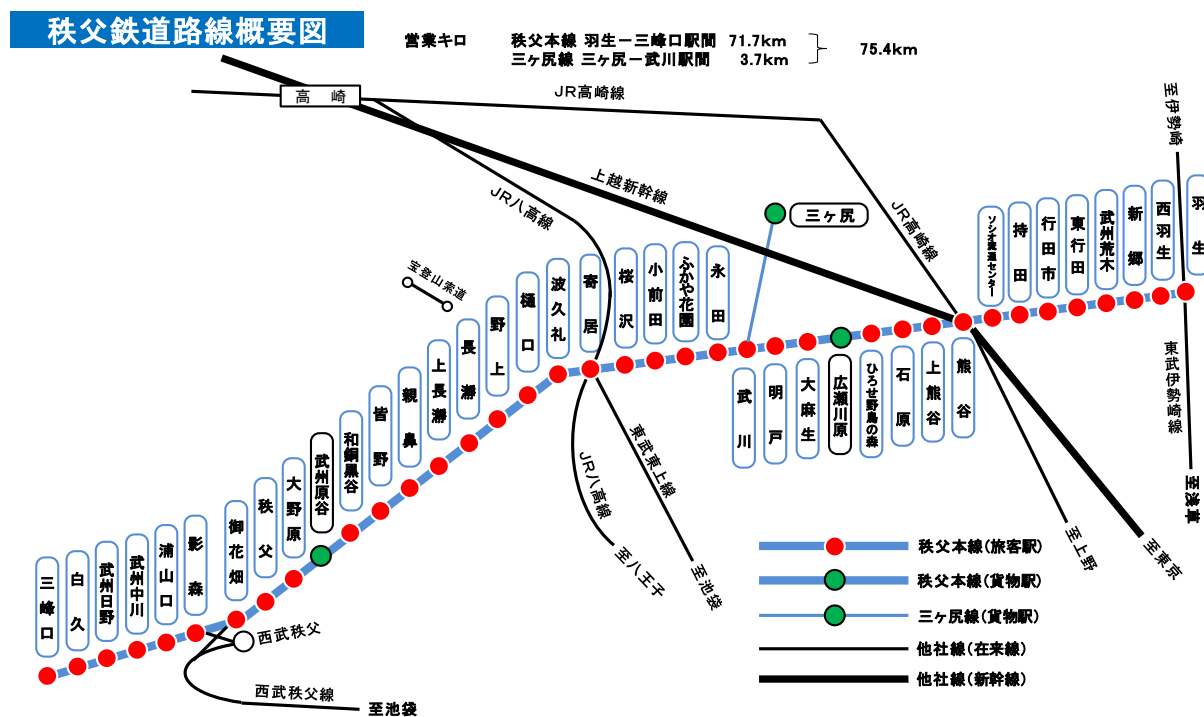 秩父鉄道路線概要図
営業キロ 秩父本線 羽生－三峰口駅間 71.7km
三ヶ尻線 三ヶ尻－武川駅間 3.7km
75.4km
高崎
JR高崎線
至伊勢崎
上越新幹線
JR八高線
三ヶ尻
JR高崎線
宝登山索道
羽生
西羽生
新郷
武州荒木
東行田
行田市
持田
ソシオ流通センター
熊谷
上熊谷
石原
ひろせ野鳥の森
広瀬川原
大麻生
明戸
武川
永田
ふかや花園
小前田
桜沢
寄居
波久礼
樋口
野上
長瀞
上長瀞
親鼻
皆野
和銅黒谷
武州原谷
大野原
秩父
御花畑
影森
浦山口
武州中川
武州日野
白久
三峰口
東武伊勢崎線
至浅草
東武東上線
至池袋
JR八高線
至八王子
至上野
至東京
西武秩父
西武秩父線
至池袋
秩父本線(旅客駅)
秩父本線(貨物駅)
三ヶ尻線(貨物駅)
他社線(在来線)
他社線(新幹線)